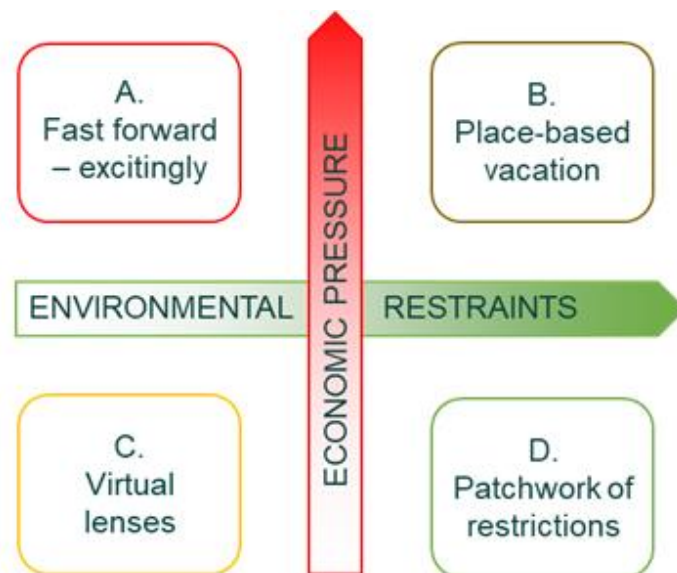 A.
Fast forward
– excitingly
B.
Place-based
vacation
ECONOMIC PRESSURE
ENVIRONMENTAL RESTRAINTS
C.
Virtual
lenses
D.
Patchwork of
restrictions